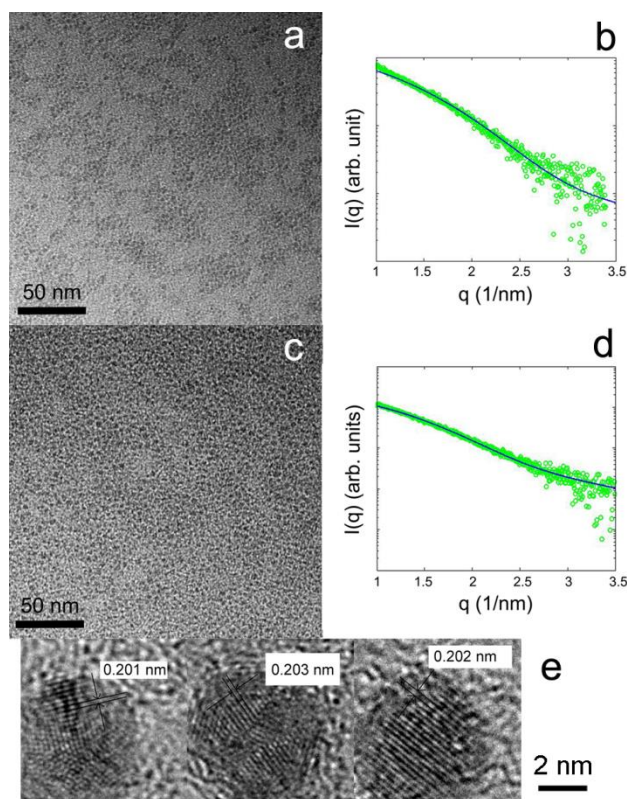 a
50 nm
b
I(q) (arb. unit)
1 1.5 2 2.5 3 3.5
q (1/nm)
c
50 nm
d
I(q) (arb. units)
1 1.5 2 2.5 3 3.5
q (1/nm)
0.201 nm
0.203 nm
0.202 nm
e
2 nm